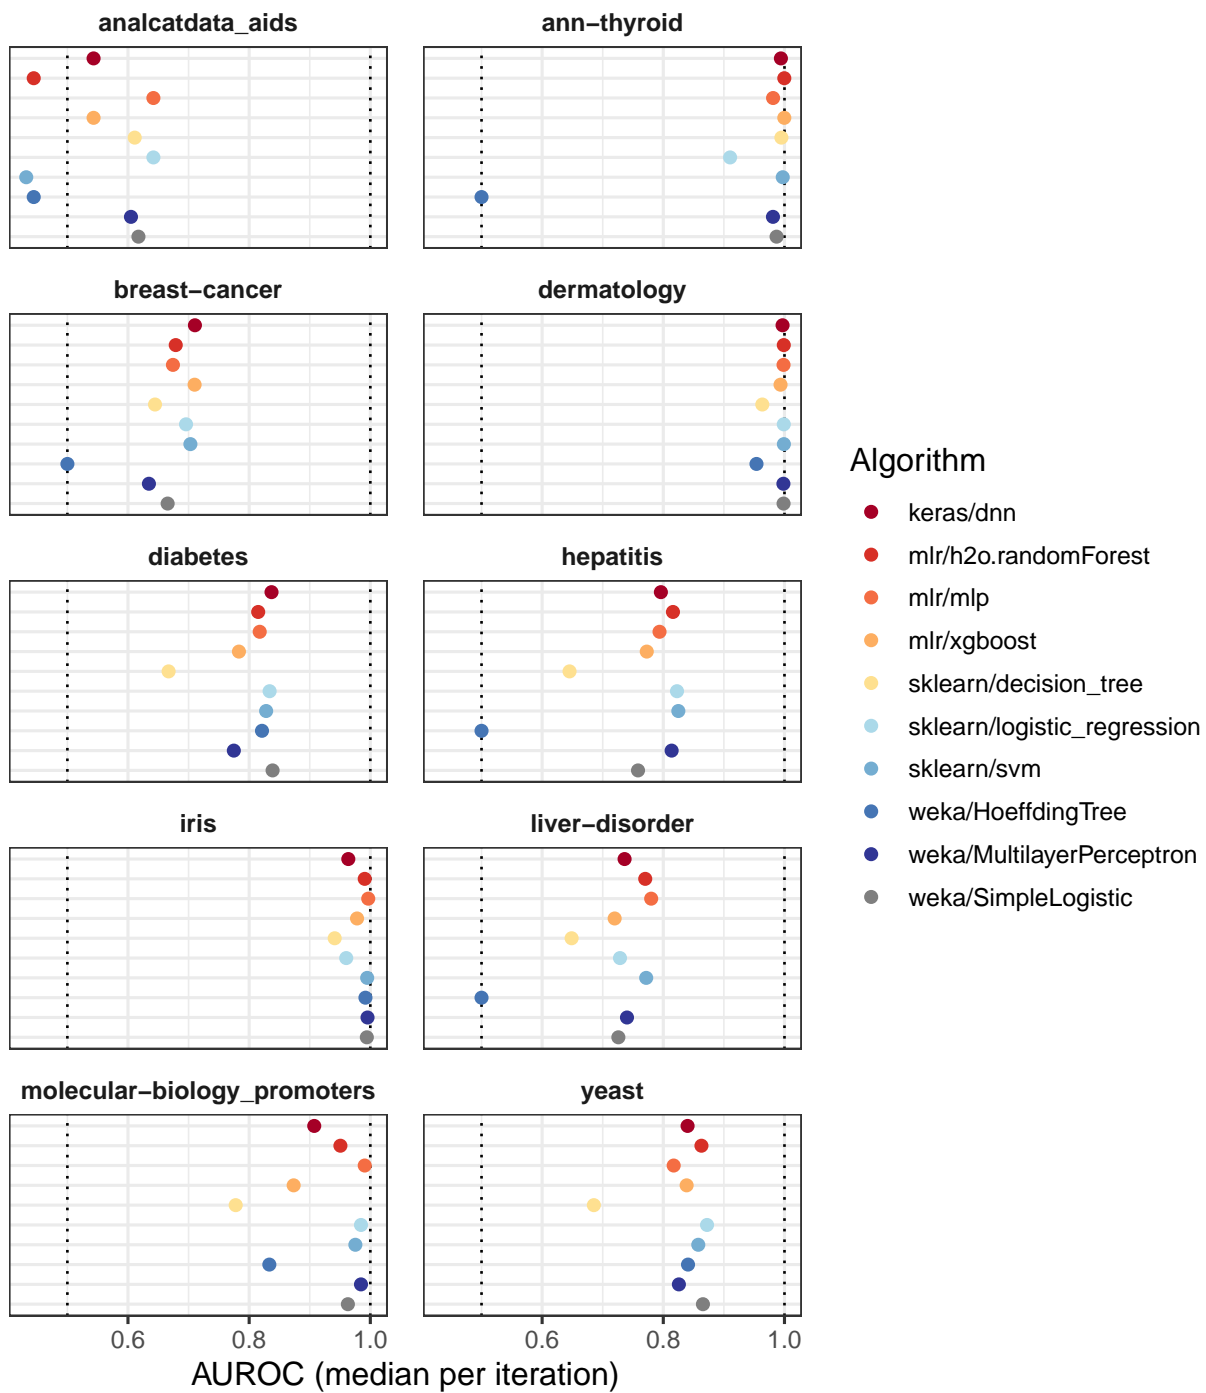 analcatdata_aids
ann−thyroid
breast−cancer
dermatology
diabetes
hepatitis
iris
liver−disorder
molecular−biology_promoters
yeast
0.6 0.8 1.0
0.6 0.8 1.0
AUROC (median per iteration)
Algorithm
keras/dnn
mlr/h2o.randomForest
mlr/mlp
mlr/xgboost
sklearn/decision_tree
sklearn/logistic_regression
sklearn/svm
weka/HoeffdingTree
weka/MultilayerPerceptron
weka/SimpleLogistic